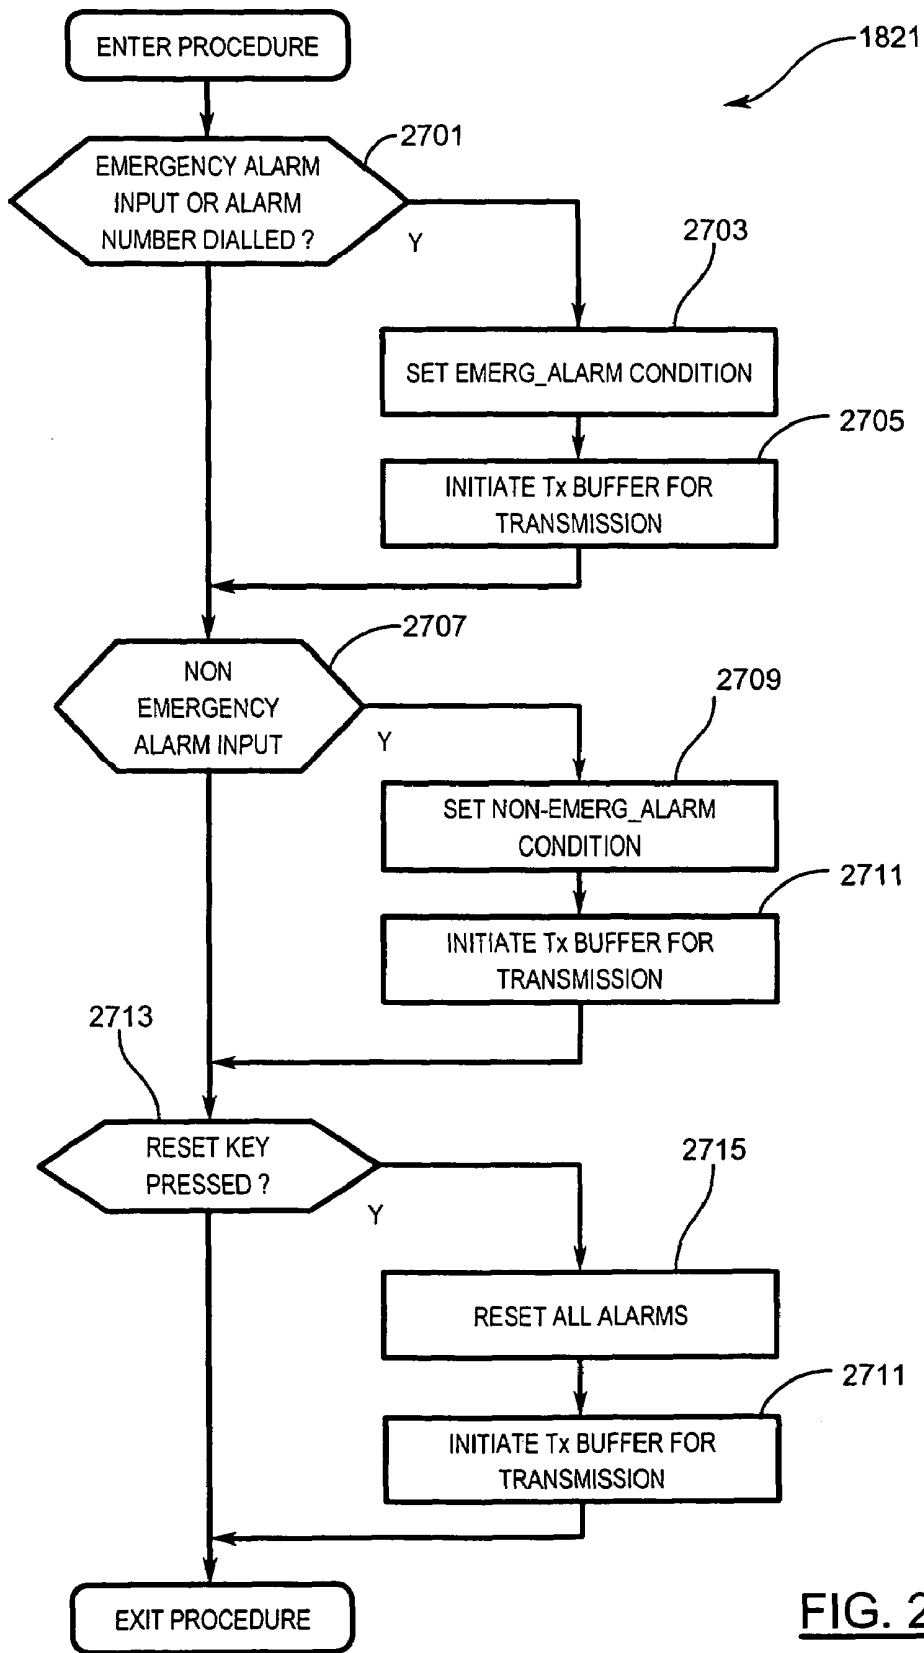 ENTER PROCEDURE
1821
2701
EMERGENCY ALARM
INPUT OR ALARM
NUMBER DIALLED ?
Y
2703
SET EMERG_ALARM CONDITION
2705
INITIATE Tx BUFFER FOR
TRANSMISSION
2707
NON
EMERGENCY
ALARM INPUT
Y
2709
SET NON-EMERG_ALARM
CONDITION
2711
INITIATE Tx BUFFER FOR
TRANSMISSION
2713
RESET KEY
PRESSED ?
Y
2715
RESET ALL ALARMS
2711
INITIATE Tx BUFFER FOR
TRANSMISSION
EXIT PROCEDURE
FIG. 2